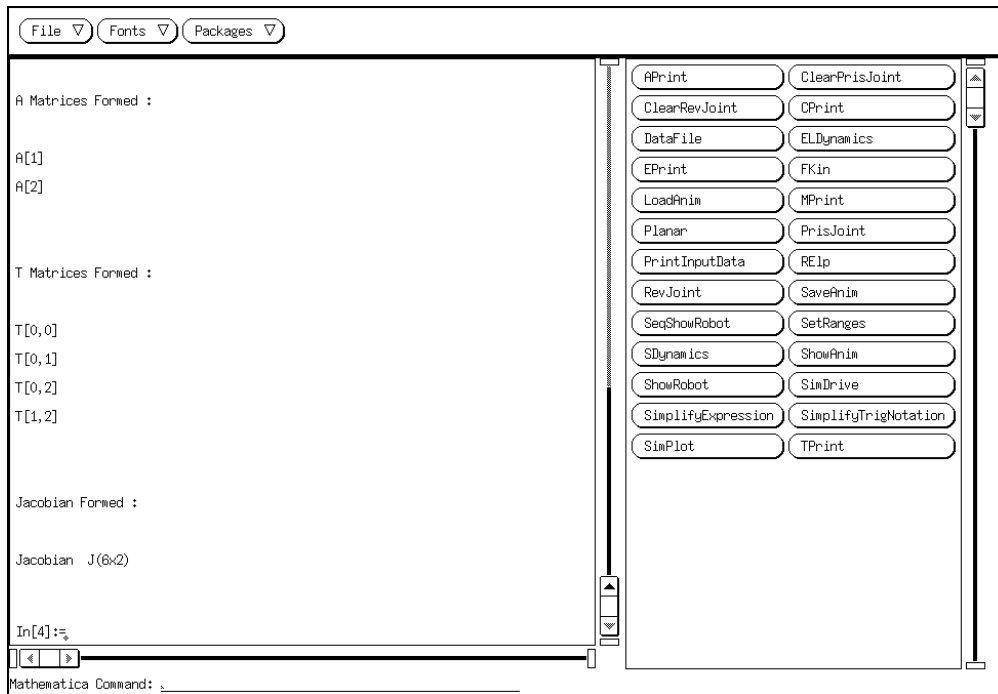 File Fonts Packages
A Matrices Formed :
A[1]
A[2]
T Matrices Formed :
T[0,0]
T[0,1]
T[0,2]
T[1,2]
Jacobian Formed :
Jacobian J(6x2)
In[4]:=
APrint ClearPrisJoint
ClearRevJoint CPrint
DataFile ELDynamics
EPrint FKin
LoadAnim MPrint
Planar PrisJoint
PrintInputData RElp
RevJoint SaveAnim
SeqShowRobot SetRanges
SDynamics ShowAnim
ShowRobot SimDrive
SimplifyExpression SimplifyTrigNotation
SimPlot TPrint
Mathematica Command: